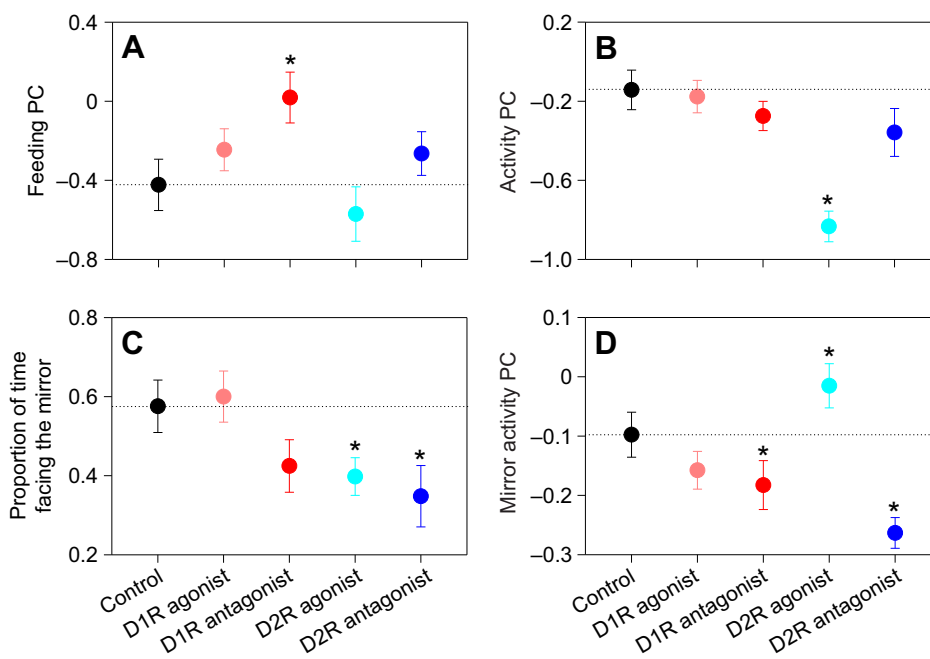 A
Feeding PC
0.4
0
–0.4
–0.8
*
B
Activity PC
0.2
–0.2
–0.6
–1.0
*
C
Proportion of time
facing the mirror
0.8
0.6
0.4
0.2
*
*
Control
D1R agonist
D1R antagonist
D2R agonist
D2R antagonist
D
Mirror activity PC
0.1
0
–0.1
–0.2
–0.3
*
*
*
Control
D1R agonist
D1R antagonist
D2R agonist
D2R antagonist